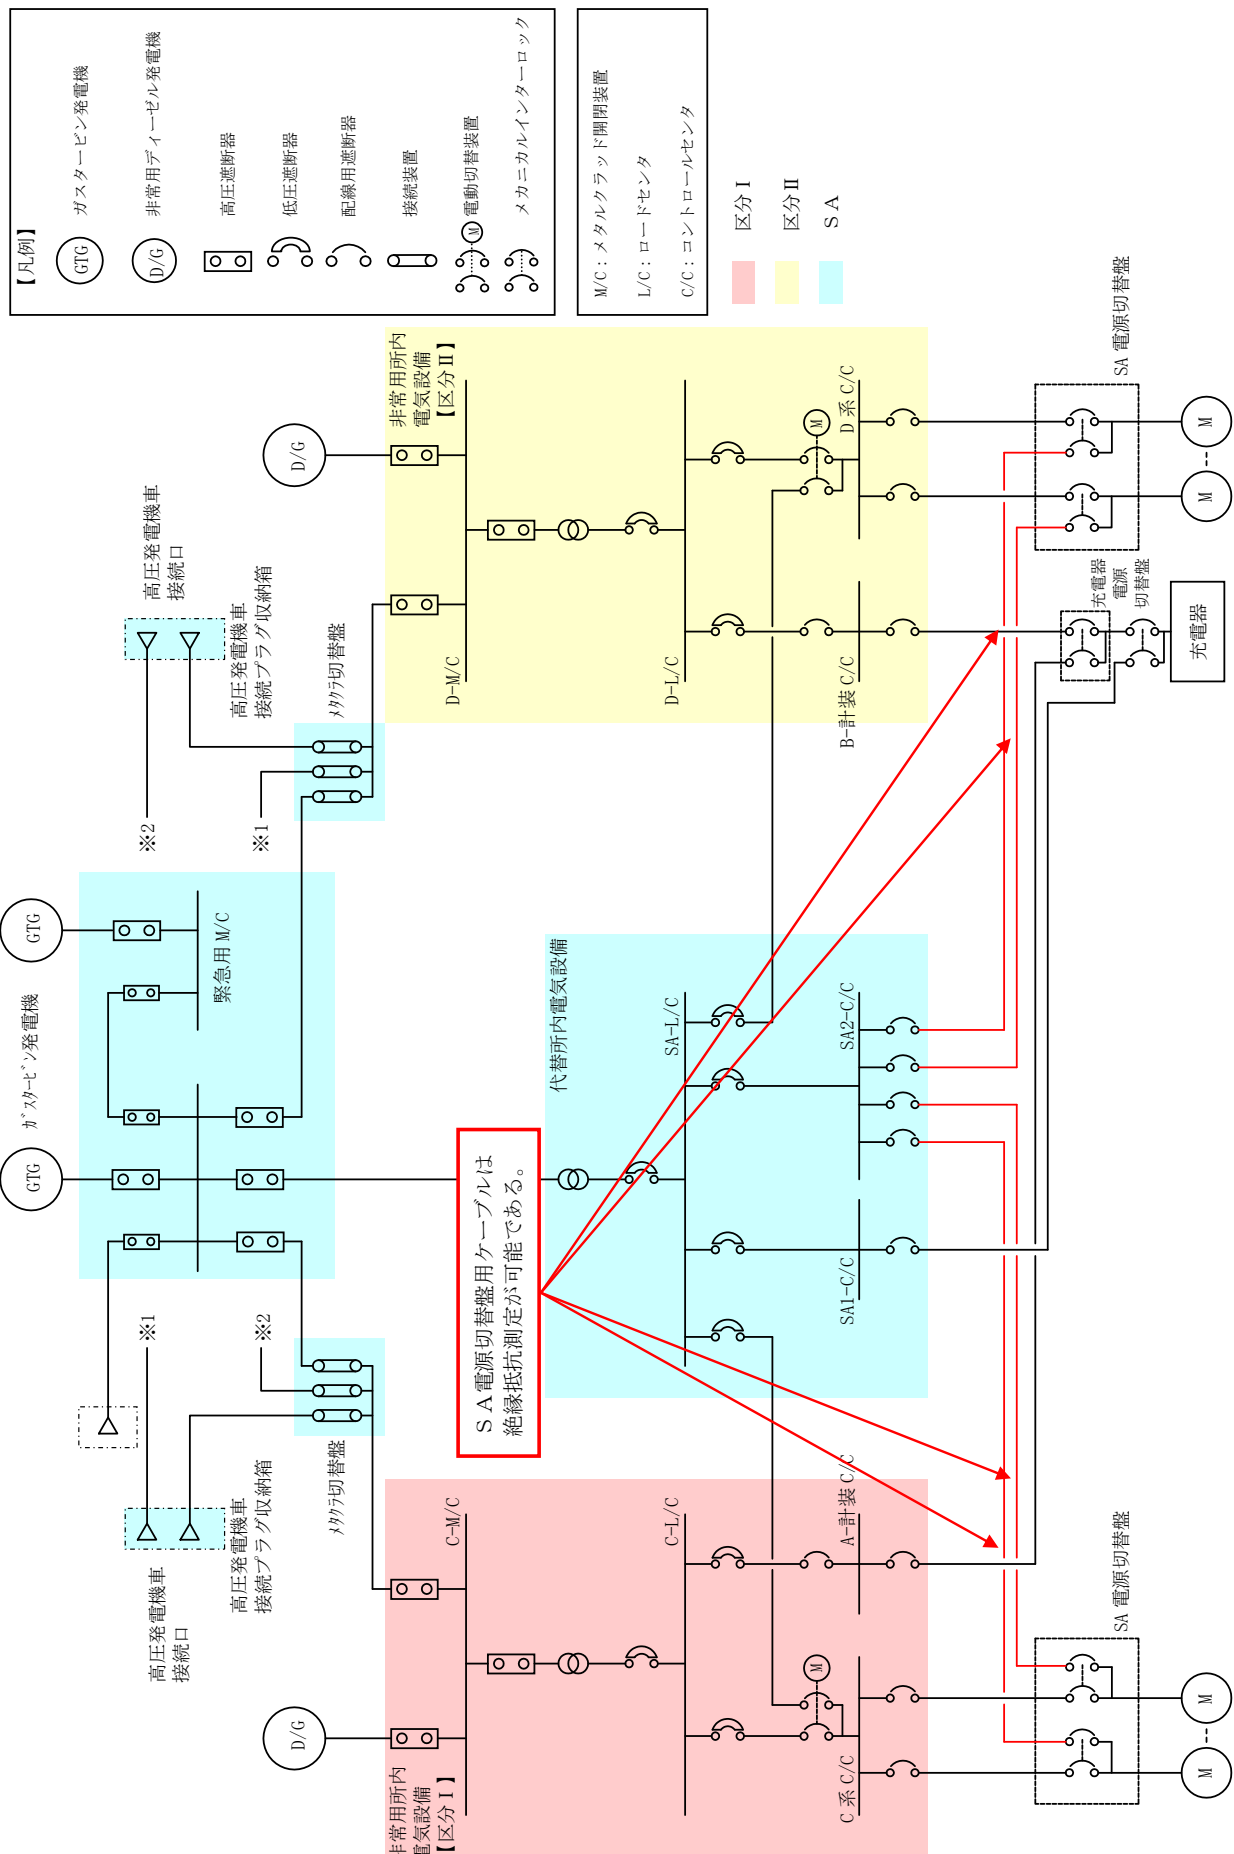 【凡例】
GTG
ガスタービン発電機
D/G
非常用ディーゼル発電機
高圧遮断器
低圧遮断器
配線用遮断器
接続装置
M
電動切替装置
メカニカルインターロック
M/C：メタルクラッド開閉装置
L/C：ロードセンタ
C/C：コントロールセンタ
区分Ⅰ
区分Ⅱ
ＳＡ
GTG
GTG
ｶﾞｽﾀｰﾋﾞﾝ発電機
緊急用 M/C
高圧発電機車
接続口
高圧発電機車
接続プラグ収納箱
※2
※1
ﾒﾀｸﾗ切替盤
※1
※2
高圧発電機車
接続口
高圧発電機車
接続プラグ収納箱
ﾒﾀｸﾗ切替盤
D/G
非常用所内
電気設備
【区分Ⅱ】
D-M/C
D-L/C
M
D 系 C/C
B-計装 C/C
代替所内電気設備
SA-L/C
SA2-C/C
SA1-C/C
ＳＡ電源切替盤用ケーブルは
絶縁抵抗測定が可能である。
D/G
非常用所内
電気設備
【区分Ⅰ】
C-M/C
C-L/C
M
A-計装 C/C
C 系 C/C
SA 電源切替盤
M
M
充電器
電源
切替盤
充電器
SA 電源切替盤
M
M